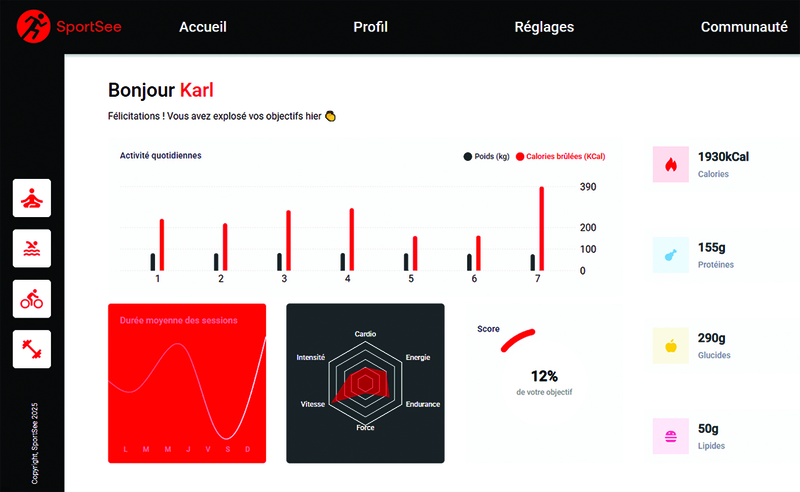 SportSee
Accueil
Profil
Réglages
Communauté
Bonjour Karl
Félicitations ! Vous avez explosé vos objectifs hier 👏
Activité quotidiennes
Poids (kg)
Calories brûlées (KCal)
390
200
100
0
1 2 3 4 5 6 7
1930kCal
Calories
155g
Protéines
290g
Glucides
50g
Lipides
Durée moyenne des sessions
L M M J V S D
Cardio
Energie
Endurance
Force
Vitesse
Intensité
Score
12%
de votre objectif
Copyright, SportSee 2025